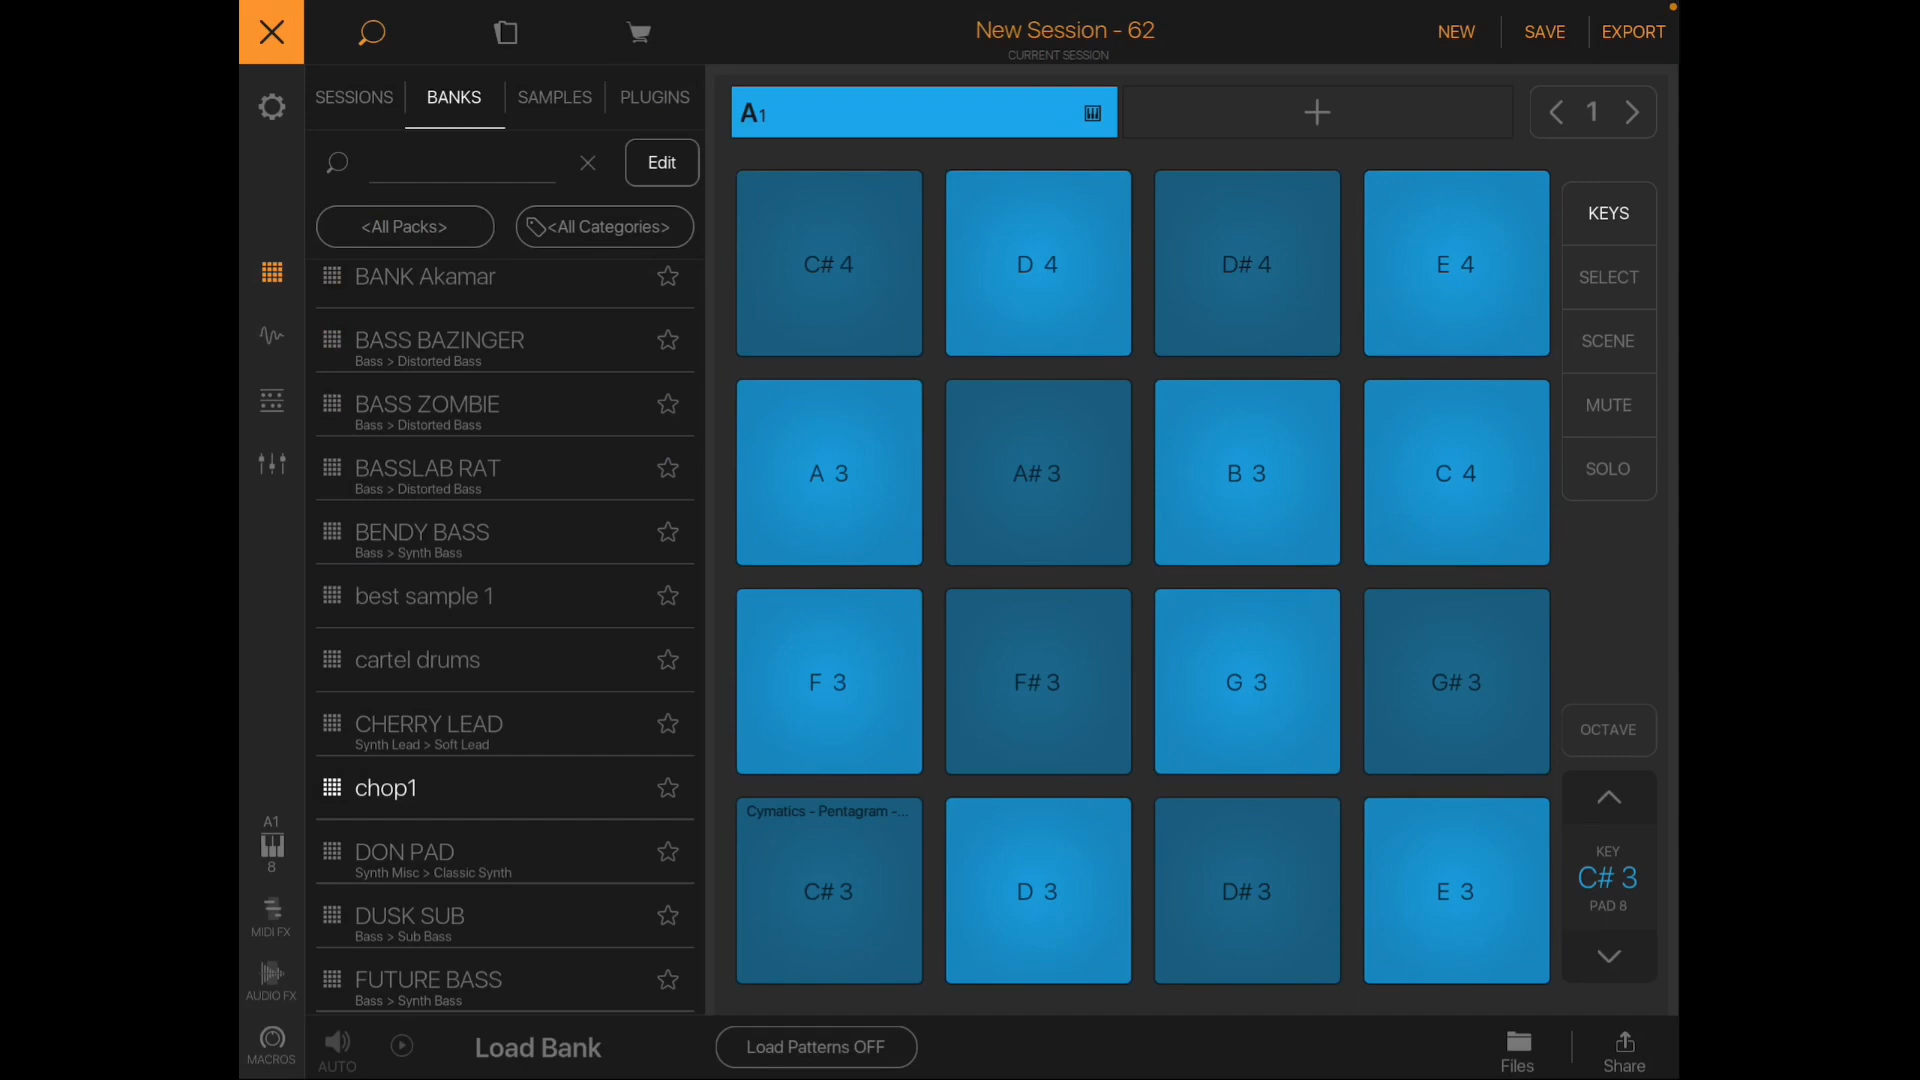 New Session - 62
CURRENT SESSION
NEW
SAVE
EXPORT
SESSIONS
BANKS
SAMPLES
PLUGINS
Edit
<All Packs>
<All Categories>
BANK Akamar
BASS BAZINGER
Bass > Distorted Bass
BASS ZOMBIE
Bass > Distorted Bass
BASSLAB RAT
Bass > Distorted Bass
BENDY BASS
Bass > Synth Bass
best sample 1
cartel drums
CHERRY LEAD
Synth Lead > Soft Lead
chop1
DON PAD
Synth Misc > Classic Synth
DUSK SUB
Bass > Sub Bass
FUTURE BASS
Bass > Synth Bass
A1
8
MIDI FX
AUDIO FX
MACROS
AUTO
Load Bank
Load Patterns OFF
A1
1
C# 4
D 4
D# 4
E 4
A 3
A# 3
B 3
C 4
F 3
F# 3
G 3
G# 3
Cymatics - Pentagram -...
C# 3
D 3
D# 3
E 3
KEYS
SELECT
SCENE
MUTE
SOLO
OCTAVE
KEY
C# 3
PAD 8
Files
Share